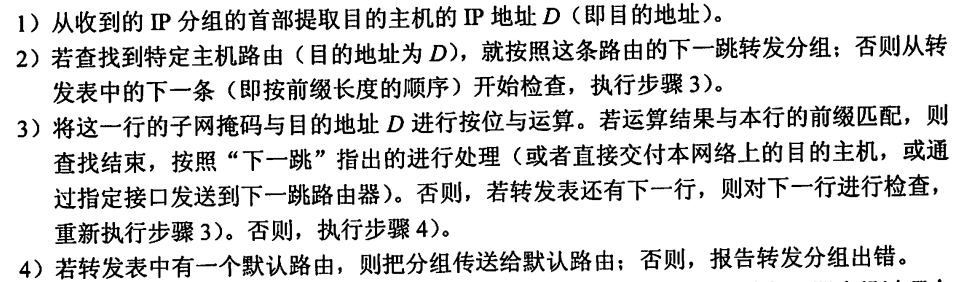 1）从收到的 IP 分组的首部提取目的主机的 IP 地址 D（即目的地址）。
2）若查找到特定主机路由（目的地址为 D），就按照这条路由的下一跳转发分组；否则从转
发表中的下一条（即按前缀长度的顺序）开始检查，执行步骤 3）。
3）将这一行的子网掩码与目的地址 D 进行按位与运算。若运算结果与本行的前缀匹配，则
查找结束，按照“下一跳”指出的进行处理（或者直接交付本网络上的目的主机，或通
过指定接口发送到下一跳路由器）。否则，若转发表还有下一行，则对下一行进行检查，
重新执行步骤 3）。否则，执行步骤 4）。
4）若转发表中有一个默认路由，则把分组传送给默认路由；否则，报告转发分组出错。